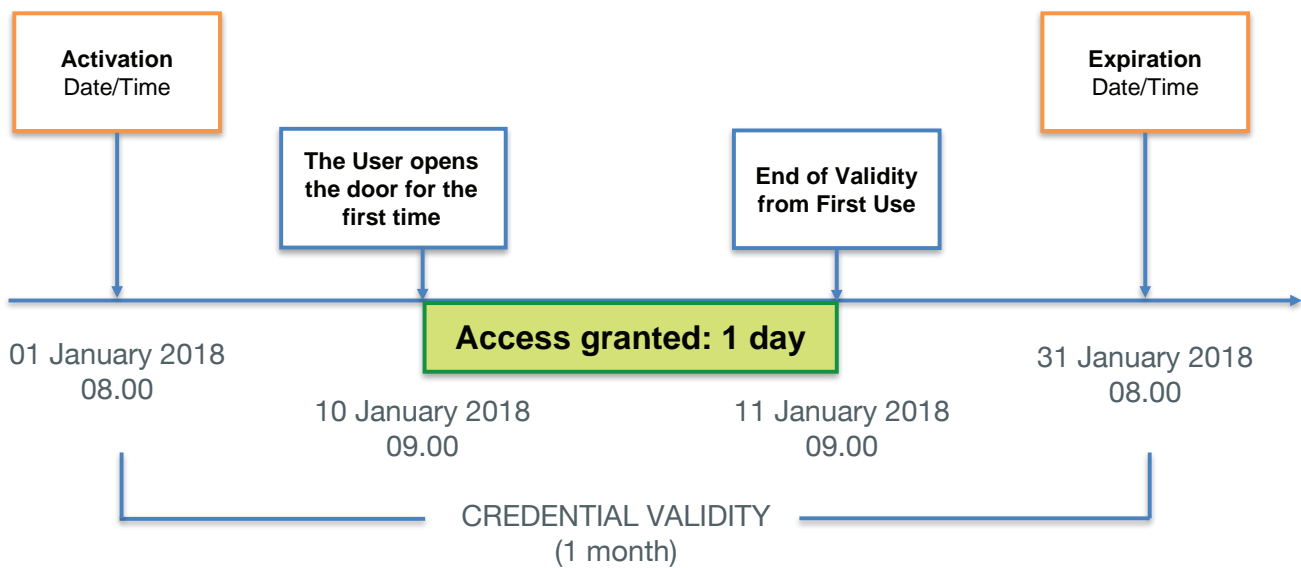 Activation
Date/Time
Expiration
Date/Time
The User opens
the door for the
first time
End of Validity
from First Use
Access granted: 1 day
01 January 2018
08.00
10 January 2018
09.00
11 January 2018
09.00
31 January 2018
08.00
CREDENTIAL VALIDITY
(1 month)